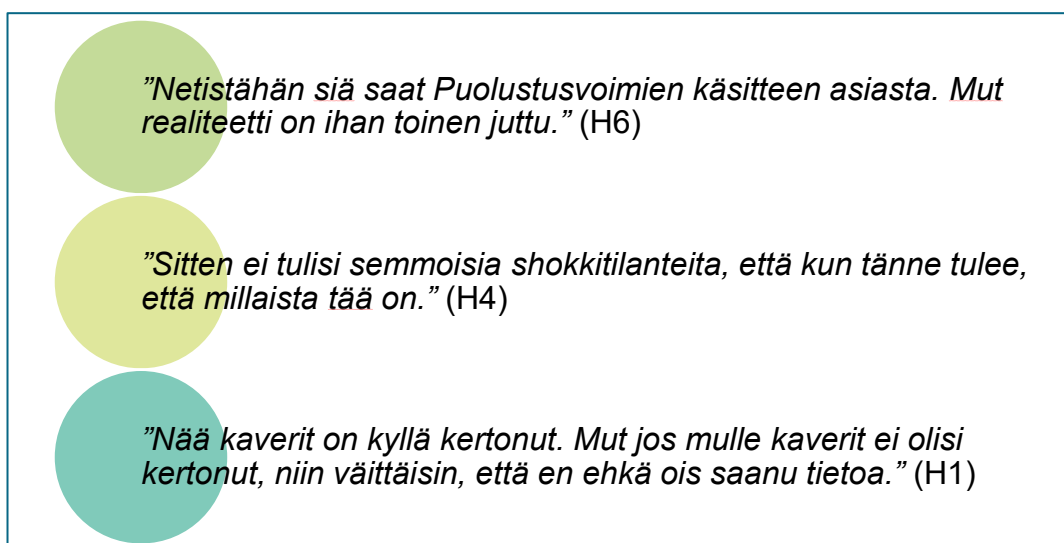 ”Netistähän siä saat Puolustusvoimien käsitteen asiasta. Mut
realiteetti on ihan toinen juttu.” (H6)
”Sitten ei tulisi semmoisia shokkitilanteita, että kun tänne tulee,
että millaista tää on.” (H4)
”Nää kaverit on kyllä kertonut. Mut jos mulle kaverit ei olisi
kertonut, niin väittäisin, että en ehkä ois saanu tietoa.” (H1)